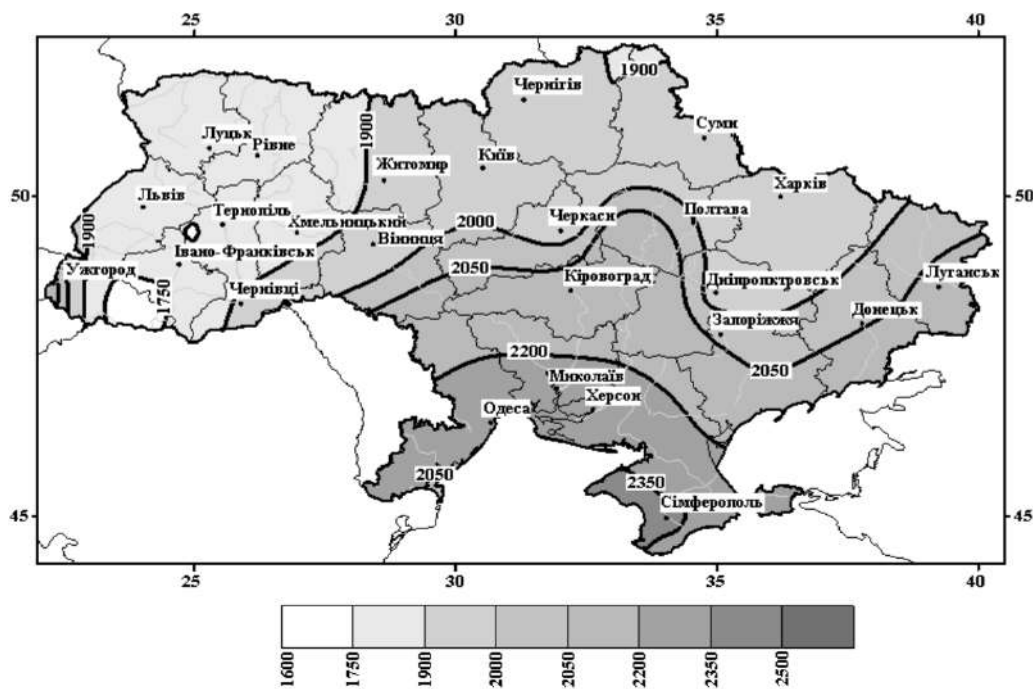 25 30 35 40
1900
Чернігів
Суми
Луцьк
Рівне
1900
Житомир
Київ
50 50
Харків
Львів
Тернопіль
Хмельницький
2000
Черкаси
Полтава
1900
Вінниця
Івано-Франківськ
2050
Кіровоград
Ужгород
1750
Чернівці
Дніпропктровськ
Луганськ
Запоріжжя
Донецьк
2200
2050
Миколаїв
Херсон
Одеса
2050
2350
Сімферополь
45 45
25 30 35 40
1600 1750 1900 2000 2050 2200 2350 2500